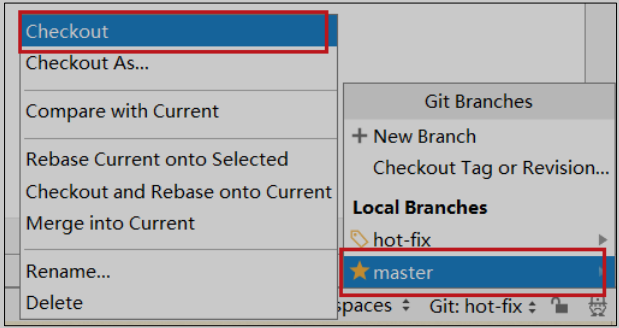 Checkout
Checkout As...
Compare with Current
Rebase Current onto Selected
Checkout and Rebase onto Current
Merge into Current
Rename...
Delete
Git Branches
New Branch
Checkout Tag or Revision...
Local Branches
hot-fix
master
spaces
Git: hot-fix